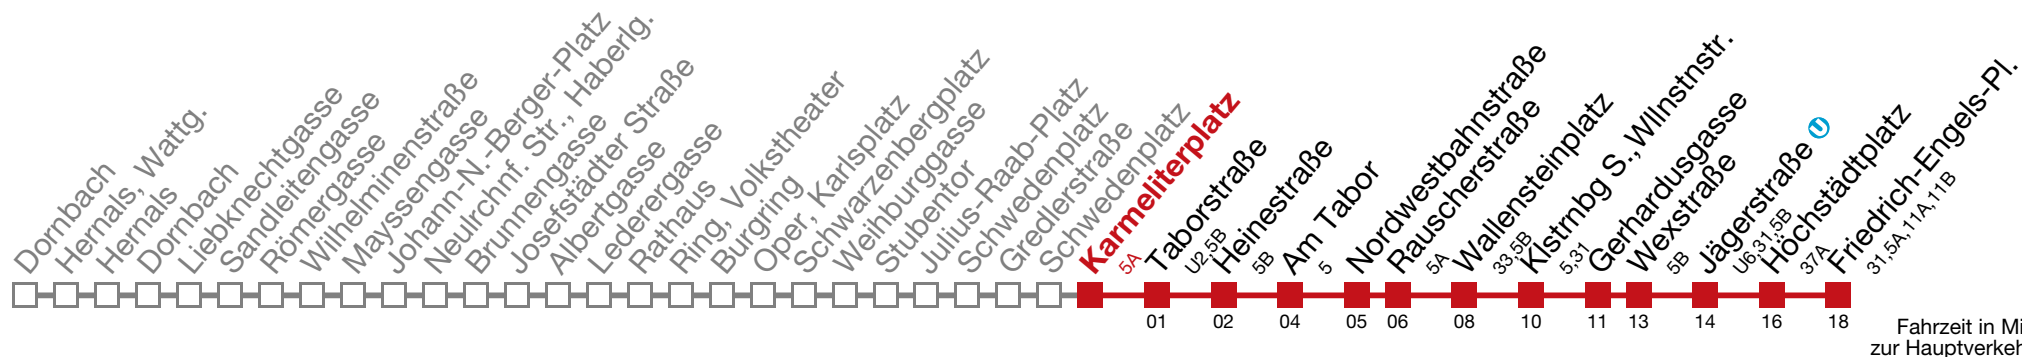 Dornbach
Hernals, Wattg.
Hernals
Dornbach
Liebknechtgasse
Sandleitengasse
Römergasse
Wilhelminenstraße
Mayssengasse
Johann-N.-Berger-Platz
Neulrchnf. Str., Haberlg.
Brunnengasse
Josefstädter Straße
Albertgasse
Lederergasse
Rathaus
Ring, Volkstheater
Burgring
Oper, Karlsplatz
Schwarzenbergplatz
Weihburggasse
Stubentor
Julius-Raab-Platz
Schwedenplatz
Gredlerstraße
Schwedenplatz
Karmeliterplatz
5A
Taborstraße
U2,5B
Heinestraße
5B
Am Tabor
5
Nordwestbahnstraße
Rauscherstraße
5A
Wallensteinplatz
33,5B
Klstrnbg S., Wllnstnstr.
5,31
Gerhardusgasse
Wexstraße
5B
Jägerstraße U
U6,31,5B
Höchstädtplatz
37A
Friedrich-Engels-Pl.
31,5A,11A,11B
01 02 04 05 06 08 10 11 13 14 16 18
Fahrzeit in Mi
zur Hauptverkeh